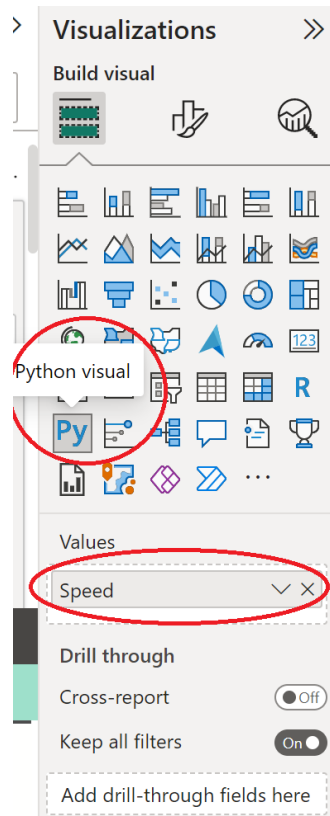 Visualizations
Build visual
123
Python visual
R
Py
Values
Speed
Drill through
Cross-report
Off
Keep all filters
On
Add drill-through fields here